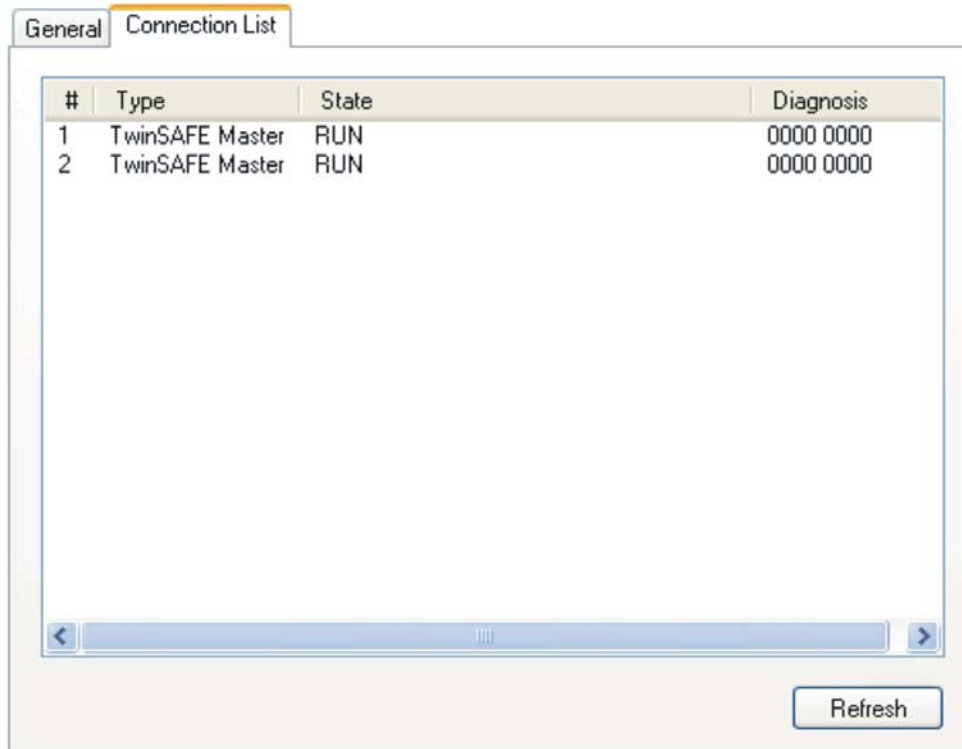 General Connection List
# Type State Diagnosis
1 TwinSAFE Master RUN 0000 0000
2 TwinSAFE Master RUN 0000 0000
Refresh